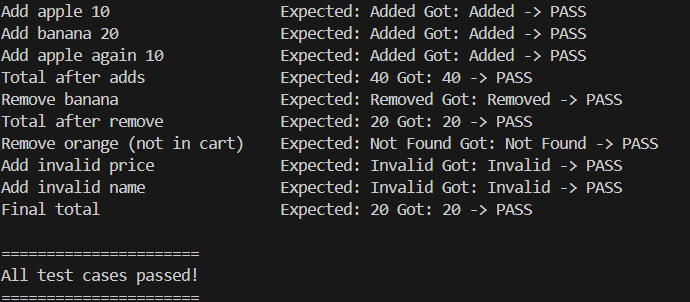 Add apple 10                   Expected: Added Got: Added -> PASS
Add banana 20                  Expected: Added Got: Added -> PASS
Add apple again 10             Expected: Added Got: Added -> PASS
Total after adds               Expected: 40 Got: 40 -> PASS
Remove banana                  Expected: Removed Got: Removed -> PASS
Total after remove             Expected: 20 Got: 20 -> PASS
Remove orange (not in cart)    Expected: Not Found Got: Not Found -> PASS
Add invalid price              Expected: Invalid Got: Invalid -> PASS
Add invalid name               Expected: Invalid Got: Invalid -> PASS
Final total                    Expected: 20 Got: 20 -> PASS

======================
All test cases passed!
======================